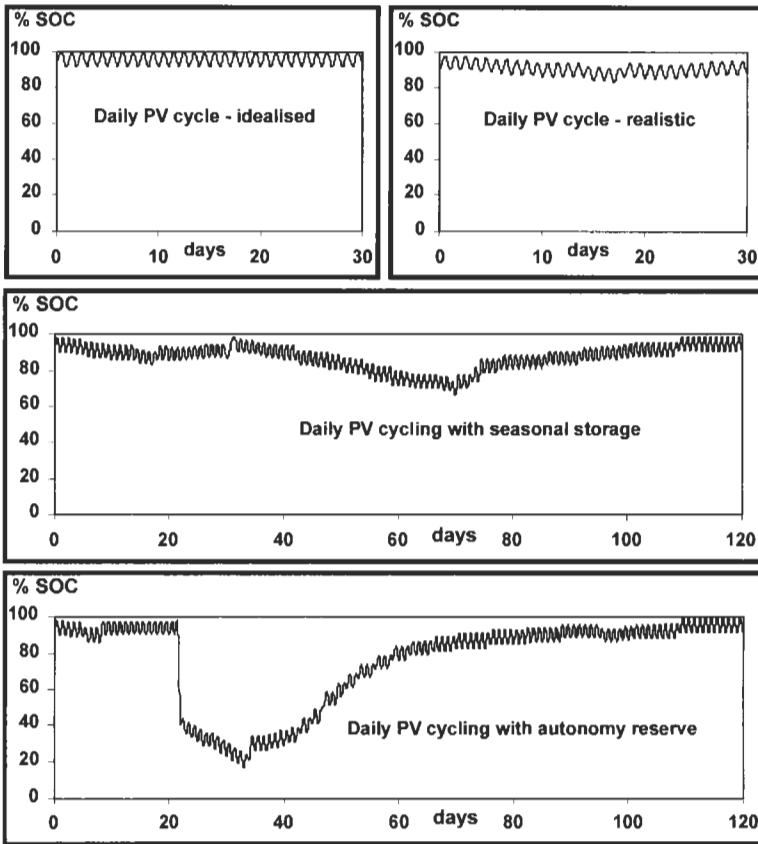 % SOC
100
80
60
40
20
0
Daily PV cycle - idealised
0 10 20 30
days
% SOC
100
80
60
40
20
0
Daily PV cycle - realistic
0 10 20 30
days
% SOC
100
80
60
40
20
0
Daily PV cycling with seasonal storage
0 20 40 60 80 100 120
days
% SOC
100
80
60
40
20
0
Daily PV cycling with autonomy reserve
0 20 40 60 80 100 120
days